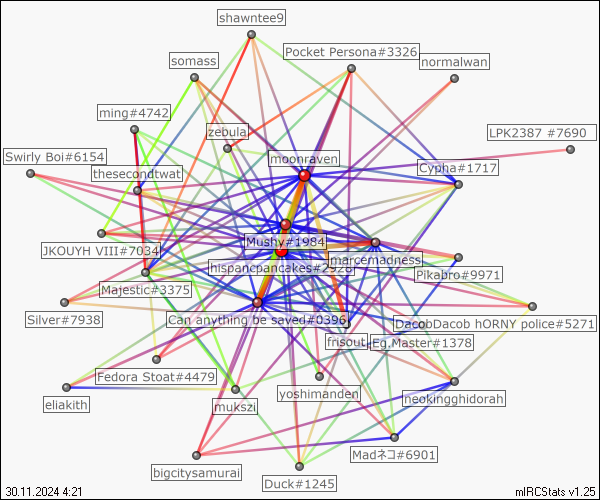 shawntee9
Pocket Persona#3326
somass
normalwan
ming#4742
zebula
LPK2387 #7690
moonraven
Swirly Boi#6154
thesecondtwat
Cypha#1717
Mushy#1984
JKOUYH VIII#7034
marcemadness
hispancpancakes#2928
Pikabro#9971
Majestic#3375
Silver#7938
Can anything be saved#0396
DacobDacob hORNY police#5271
frisout
Eg.Master#1378
Fedora Stoat#4479
yoshimanden
neokingghidorah
eliakith
mukszi
Madネコ#6901
bigcitysamurai
Duck#1245
30.11.2024 4:21
mIRCStats v1.25